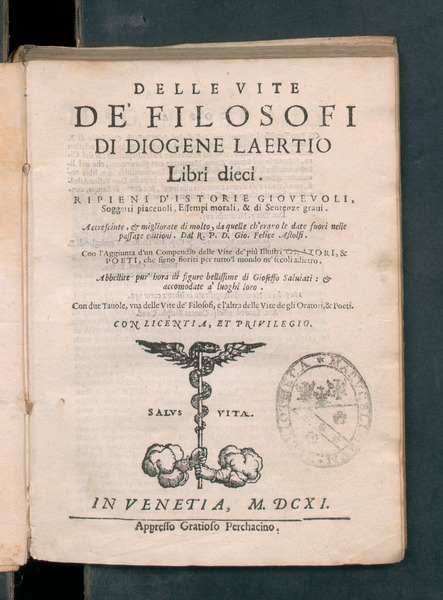 DELLE VITE
DE' FILOSOFI
DI DIOGENE LAERTIO
Libri dieci.
RIPIENI D'ISTORIE GIOVEVOLI,
Soggetti piaceuoli, Essempi morali, & di Sentenze graui.
Accresciute, & migliorate di molto, da quelle ch'erano le date fuori nelle
passate editioni. Dal R. P. D. Gio. Felice Astolfi.
Con l'Aggiunta d'un Compendio delle Vite de' più Illustri ORATORI, &
POETI, che sieno fioriti per tutto'l mondo ne' secoli adietro.
Abbellite pur' hora di figure bellissime di Gioseffo Saluiati: &
accomodate a' luoghi loro.
Con due Tauole, vna delle Vite de' Filosofi, e l'altra delle Vite de gli Oratori, & Poeti.
CON LICENTIA, ET PRIVILEGIO.
SALVS VITAE.
IN VENETIA, M. DCXI.
Appresso Gratioso Perchacino.